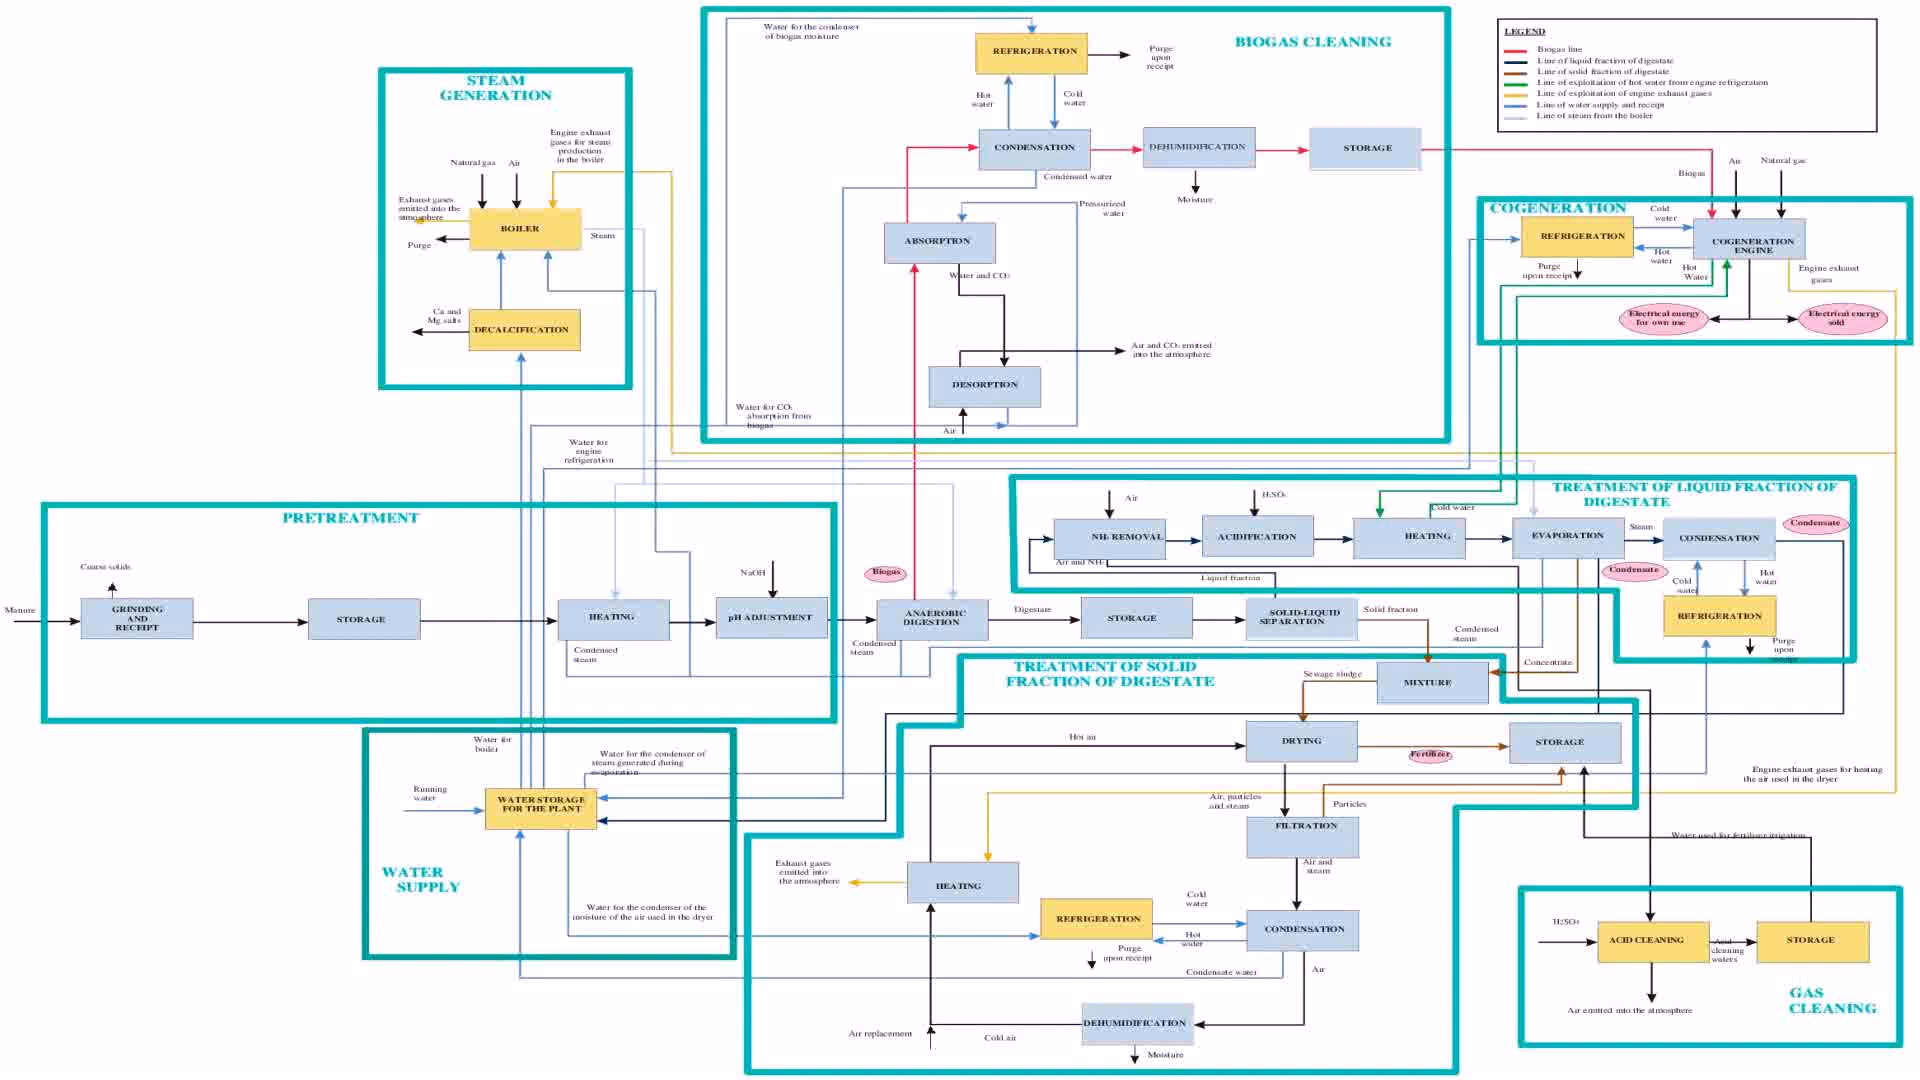 Water for the condenser
of biogas moisture
REFRIGERATION
Purge
upon
receipt
BIOGAS CLEANING
Hot
water
Cold
water
CONDENSATION
DEHUMIDIFICATION
STORAGE
Condensed water
Moisture
Pressurized
water
ABSORPTION
Water and CO₂
Air and CO₂ emitted
into the atmosphere
DESORPTION
Water for CO₂
absorption from
biogas
Air
LEGEND
Biogas line
Line of liquid fraction of digestate
Line of solid fraction of digestate
Line of exploitation of hot water from engine refrigeration
Line of exploitation of engine exhaust gases
Line of water supply and receipt
Line of steam from the boiler
STEAM
GENERATION
Engine exhaust
gases for steam
production
in the boiler
Natural gas
Air
Exhaust gases
emitted into the
atmosphere
BOILER
Steam
Purge
Ca and
Mg salts
DECALCIFICATION
Biogas
Air
Natural gas
COGENERATION
Cold
water
REFRIGERATION
COGENERATION
ENGINE
Hot
water
Purge
upon receipt
Hot
Water
Engine exhaust
gases
Electrical energy
for own use
Electrical energy
sold
Water for
engine
refrigeration
PRETREATMENT
Coarse solids
NaOH
Manure
GRINDING
AND
RECEIPT
STORAGE
HEATING
pH ADJUSTMENT
Condensed
steam
Biogas
ANAEROBIC
DIGESTION
Condensed
steam
Digestate
STORAGE
SOLID-LIQUID
SEPARATION
Solid fraction
Liquid fraction
TREATMENT OF LIQUID FRACTION OF
DIGESTATE
Air
H₂SO₄
Cold water
NH₃ REMOVAL
ACIDIFICATION
HEATING
EVAPORATION
Steam
CONDENSATION
Condensate
Air and NH₃
Condensate
Cold
water
Hot
water
REFRIGERATION
Purge
upon
receipt
Condensed
steam
Concentrate
TREATMENT OF SOLID
FRACTION OF DIGESTATE
Sewage sludge
MIXTURE
Hot air
DRYING
Fertilizer
STORAGE
Air, particles
and steam
Particles
FILTRATION
Air and
steam
Exhaust gases
emitted into
the atmosphere
HEATING
REFRIGERATION
Cold
water
Hot
water
CONDENSATION
Purge
upon receipt
Condensate water
Air
DEHUMIDIFICATION
Air replacement
Cold air
Moisture
Water for
boiler
Water for the condenser of
steam generated during
evaporation
Running
water
WATER STORAGE
FOR THE PLANT
WATER
SUPPLY
Water for the condenser of the
moisture of the air used in the dryer
Engine exhaust gases for heating
the air used in the dryer
Water used for fertilizer irrigation
H2SO4
ACID CLEANING
Acid
cleaning
waters
STORAGE
Air emitted into the atmosphere
GAS
CLEANING